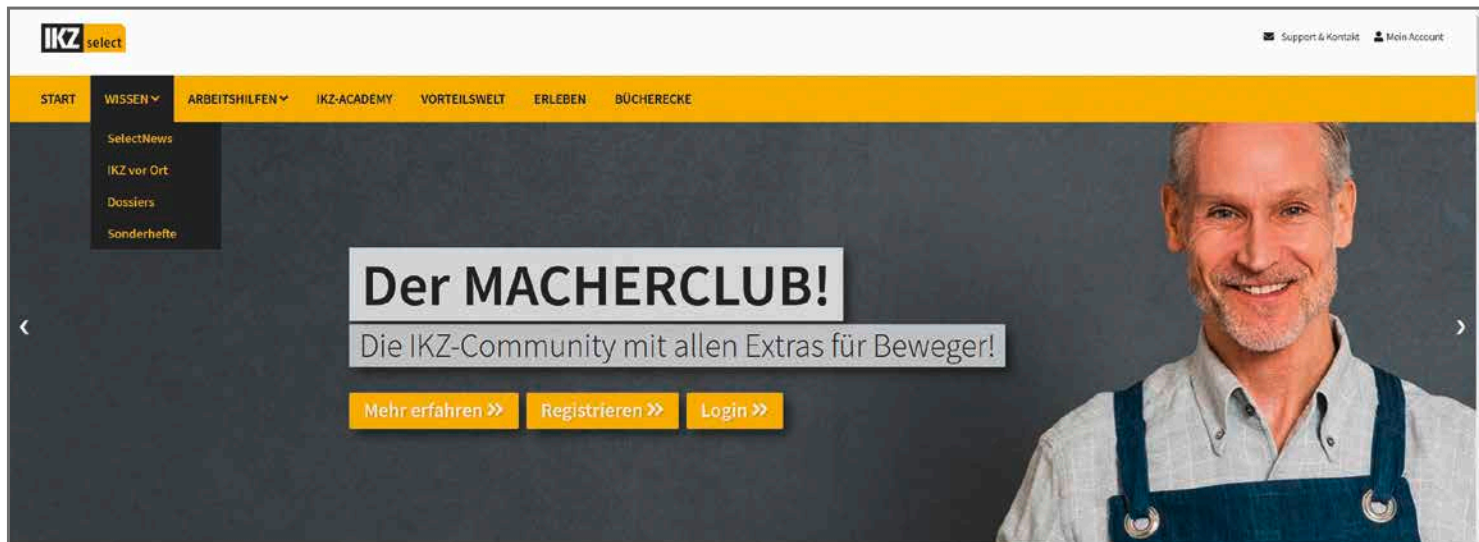 IKZ select
Support & Kontakt Mein Account
START WISSEN ARBEITSHILFEN IKZ-ACADEMY VORTEILSWELT ERLEBEN BÜCHERECKE
SelectNews
IKZ vor Ort
Dossiers
Sonderhefte
Der MACHERCLUB!
Die IKZ-Community mit allen Extras für Beweger!
Mehr erfahren » Registrieren » Login »